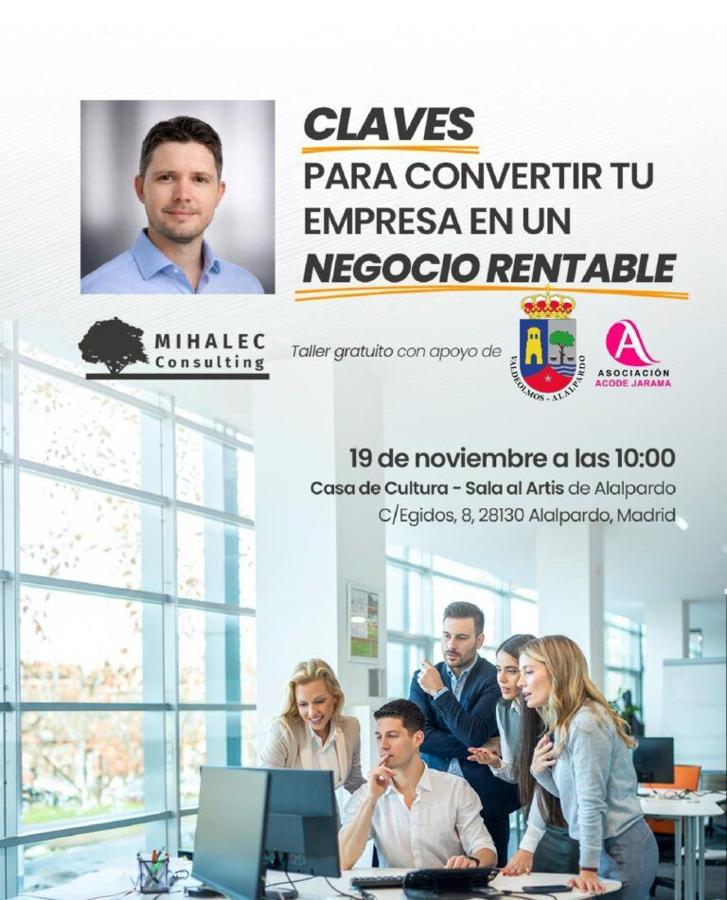 CLAVES
PARA CONVERTIR TU
EMPRESA EN UN
NEGOCIO RENTABLE
MIHALEC
Consulting
Taller gratuito con apoyo de
VALDEOLMOS - ALALPARDO
A
ASOCIACIÓN
ACODE JARAMA
19 de noviembre a las 10:00
Casa de Cultura - Sala al Artis de Alalpardo
C/Egidos, 8, 28130 Alalpardo, Madrid